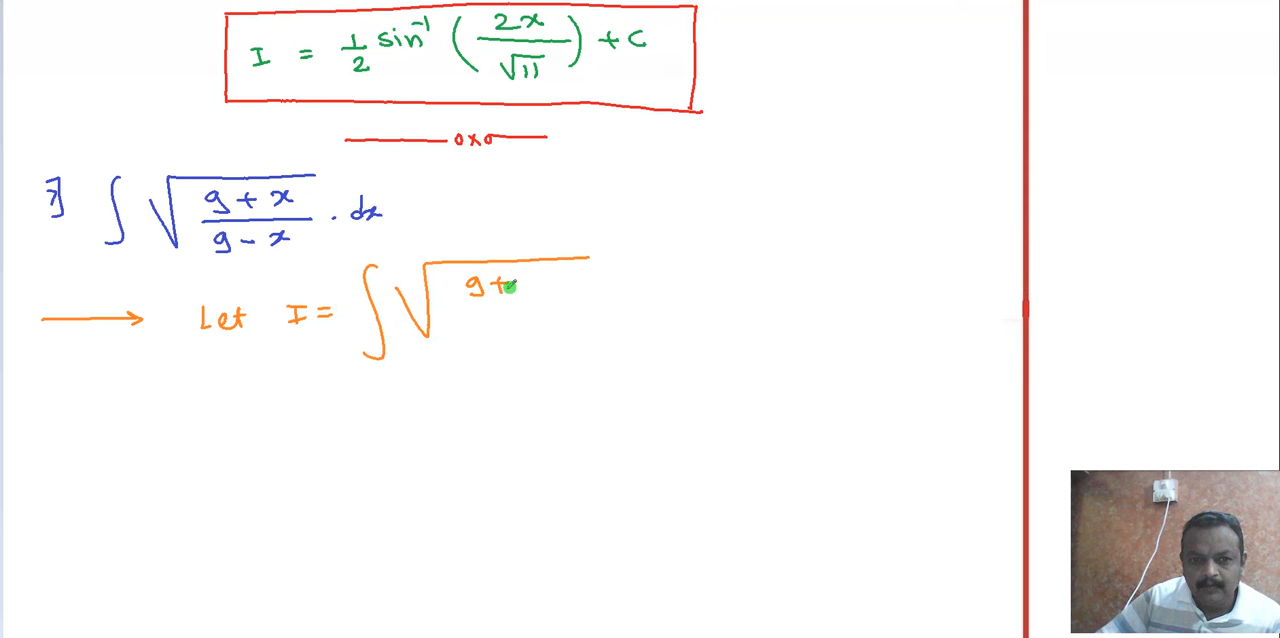 I = 1/2 sin⁻¹ ( 2x / √11 ) + c
0x0
7] ∫ √( 9 + x / 9 - x ) . dx
Let I = ∫ √( 9 +